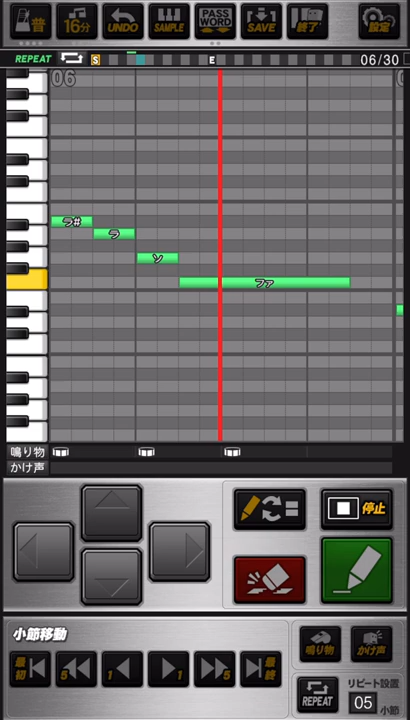 普 16分 UNDO SAMPLE PASS WORD SAVE 終了 設定
REPEAT S E 06/30
06
ラ#
ラ
ソ
ファ
鳴り物
かけ声
停止
小節移動
最初 5 1 1 5 最終
鳴り物 かけ声
REPEAT リピート設置
05 小節